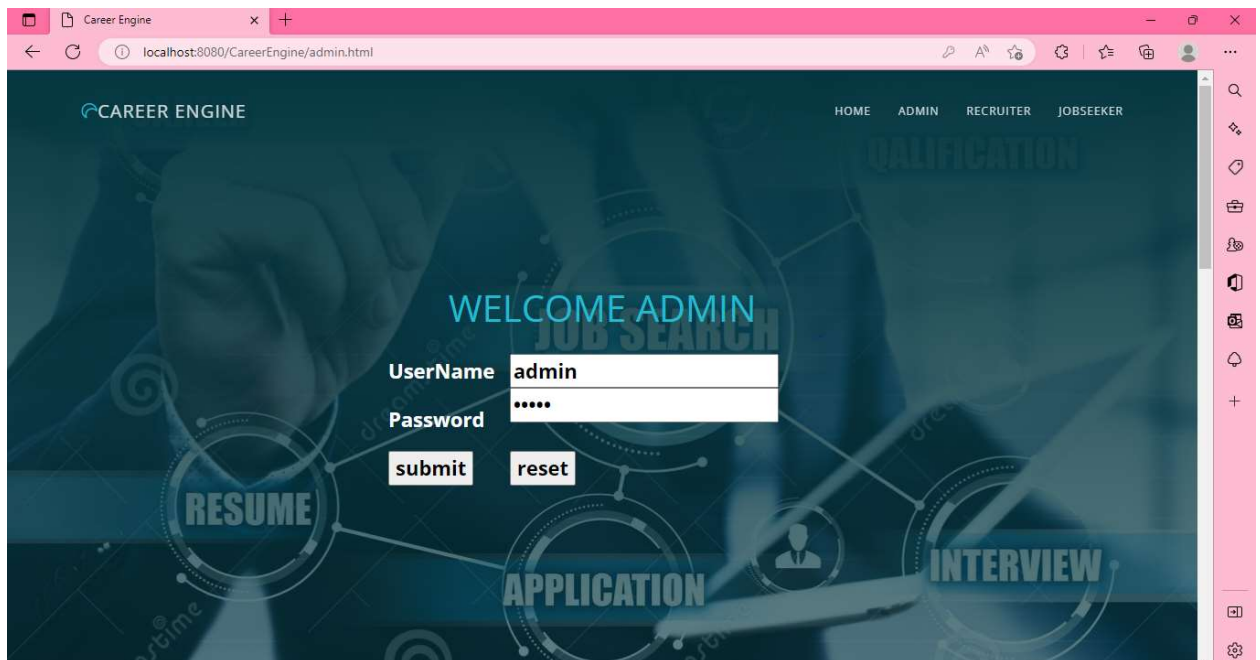 Career Engine
localhost:8080/CareerEngine/admin.html
CAREER ENGINE
HOME ADMIN RECRUITER JOBSEEKER
QALIFICATION
WELCOME ADMIN
JOB SEARCH
UserName admin
Password •••••
submit reset
RESUME
INTERVIEW
APPLICATION